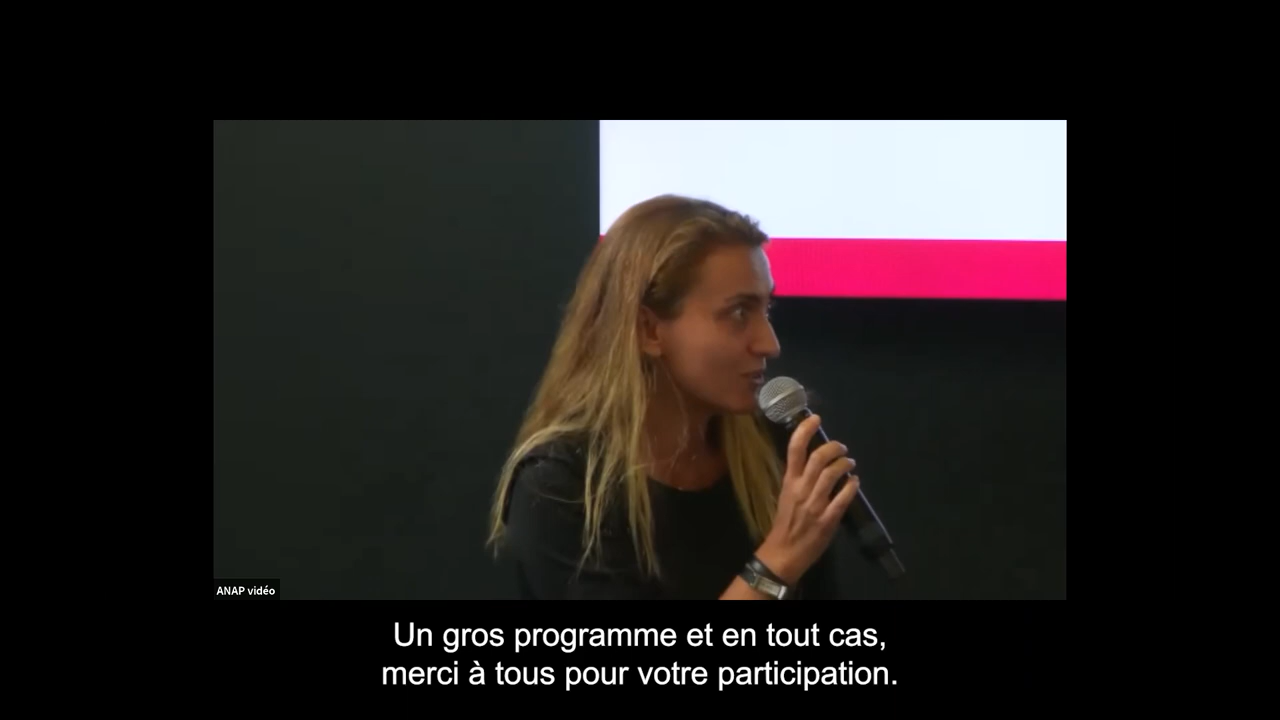 ANAP vidéo
Un gros programme et en tout cas,
merci à tous pour votre participation.